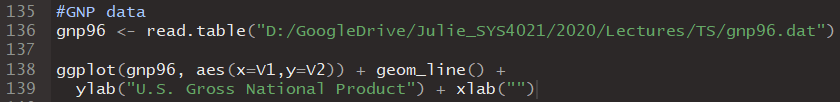 135 #GNP data
136 gnp96 <- read.table("D:/GoogleDrive/Julie_SYS4021/2020/Lectures/TS/gnp96.dat")
137
138 ggplot(gnp96, aes(x=V1,y=V2)) + geom_line() +
139 ylab("U.S. Gross National Product") + xlab("")